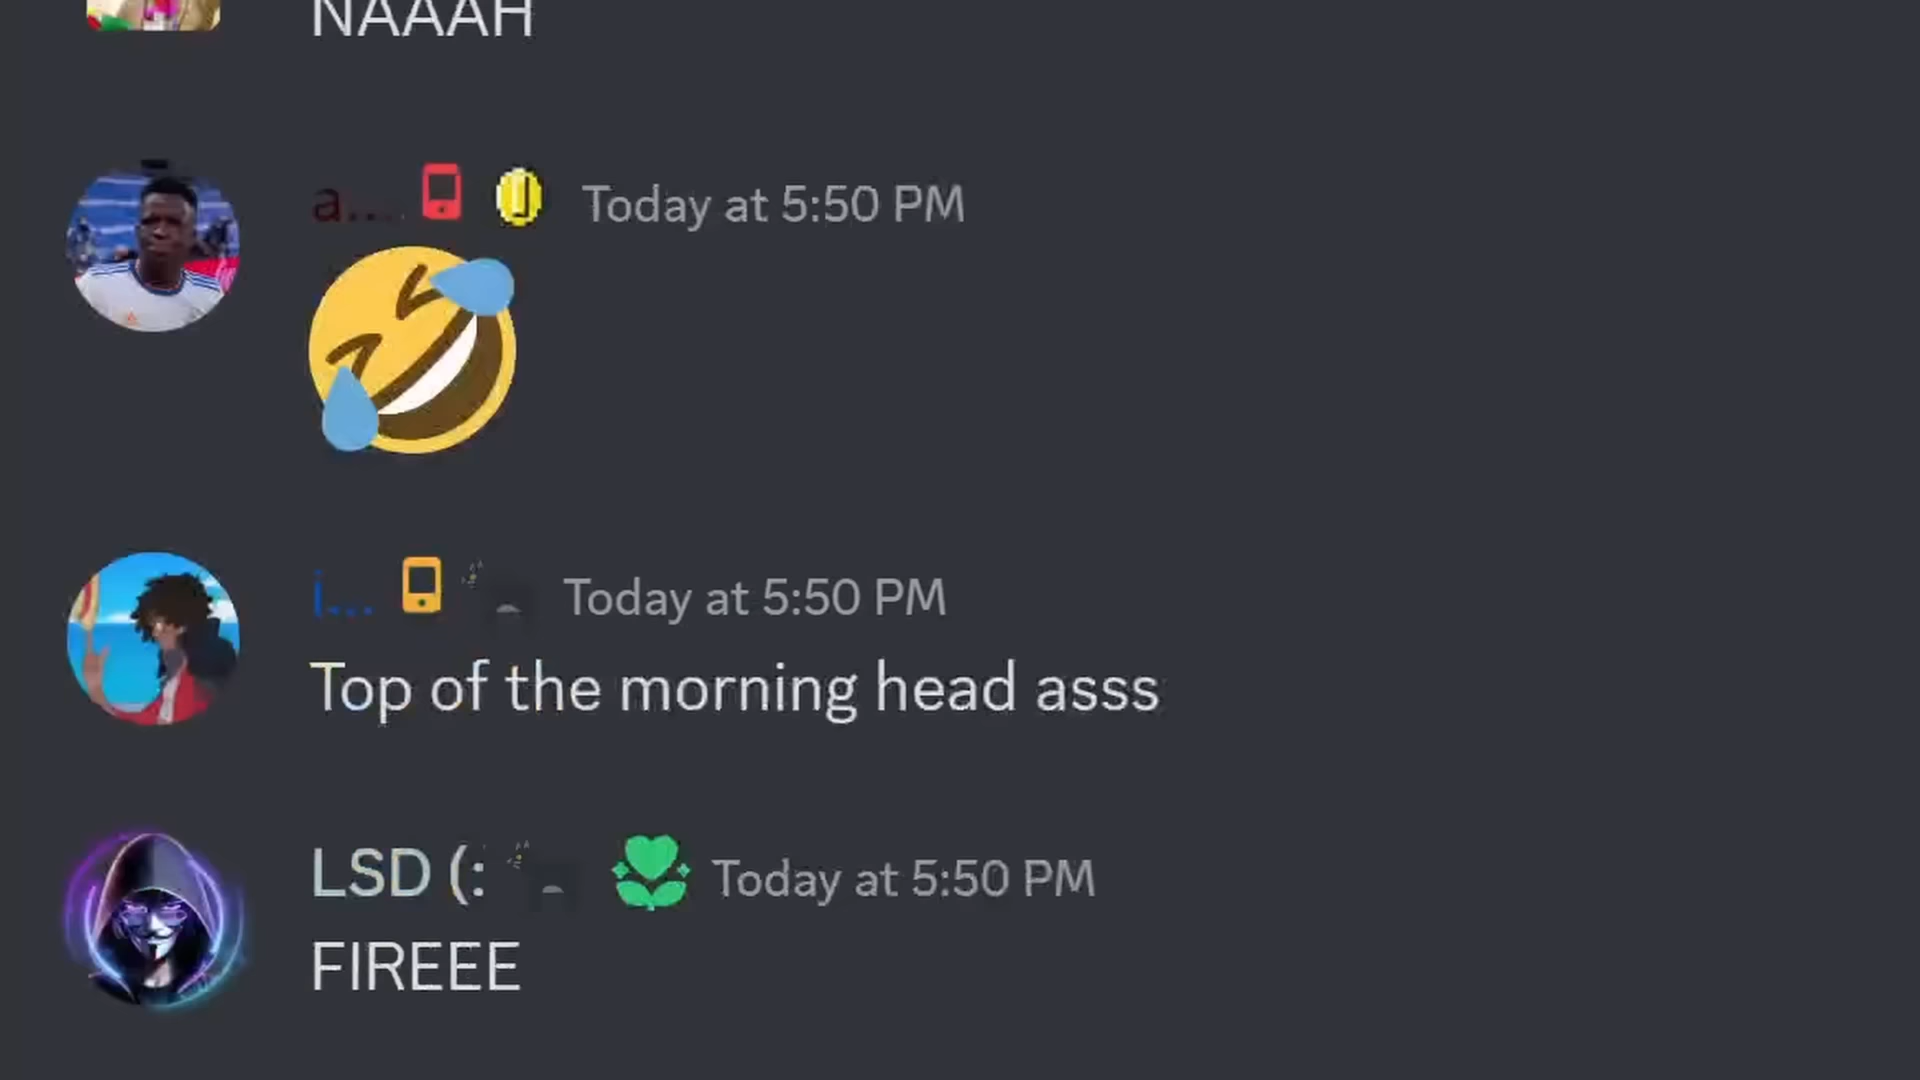 NAAAH
a... Today at 5:50 PM
i... Today at 5:50 PM
Top of the morning head asss
LSD (: Today at 5:50 PM
FIREEE